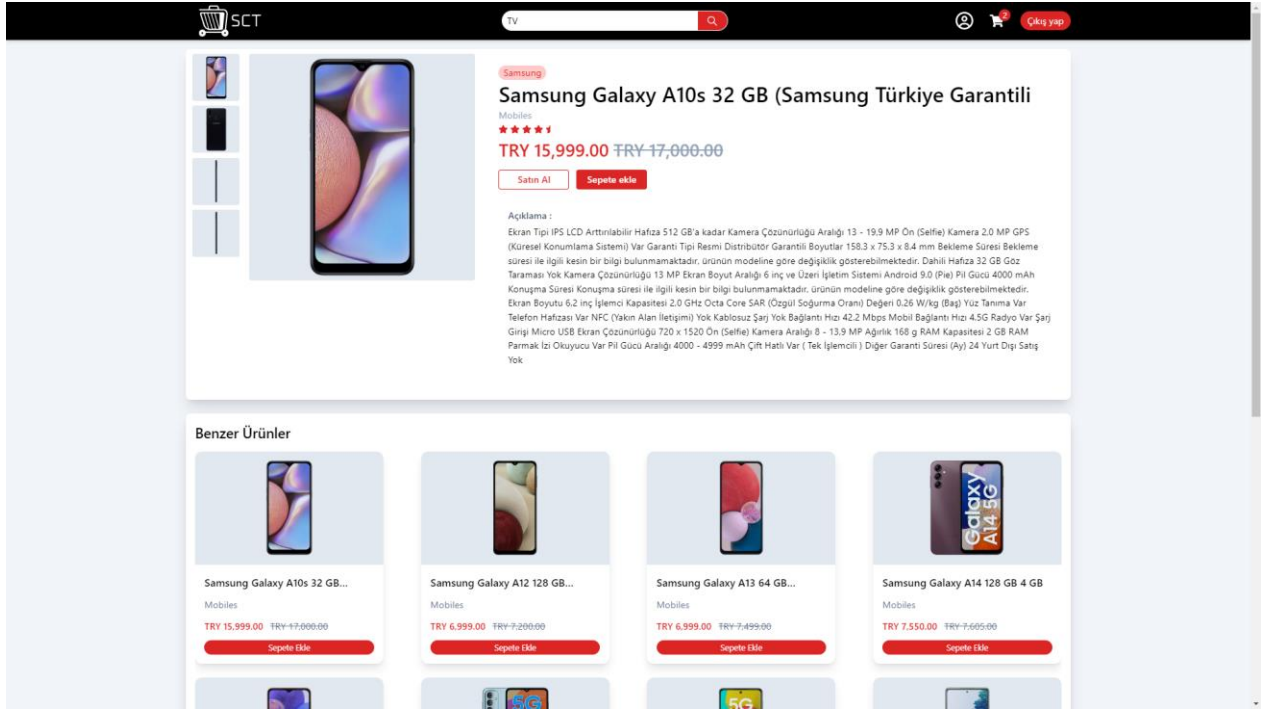 SCT
TV
2
Çıkış yap
Samsung
Samsung Galaxy A10s 32 GB (Samsung Türkiye Garantili
Mobiles
TRY 15,999.00 TRY 17,000.00
Satın Al Sepete ekle
Açıklama :
Ekran Tipi IPS LCD Arttırılabilir Hafıza 512 GB'a kadar Kamera Çözünürlüğü Aralığı 13 - 19.9 MP Ön (Selfie) Kamera 2.0 MP GPS
(Küresel Konumlama Sistemi) Var Garanti Tipi Resmi Distribütör Garantili Boyutlar 158.3 x 75.3 x 8.4 mm Bekleme Süresi Bekleme
süresi ile ilgili kesin bir bilgi bulunmamaktadır. ürünün modeline göre değişiklik gösterebilmektedir. Dahili Hafıza 32 GB Göz
Taraması Yok Kamera Çözünürlüğü 13 MP Ekran Boyut Aralığı 6 inç ve Üzeri İşletim Sistemi Android 9.0 (Pie) Pil Gücü 4000 mAh
Konuşma Süresi Konuşma süresi ile ilgili kesin bir bilgi bulunmamaktadır. ürünün modeline göre değişiklik gösterebilmektedir.
Ekran Boyutu 6,2 inç İşlemci Kapasitesi 2.0 GHz Octa Core SAR (Özgül Soğurma Oranı) Değeri 0.26 W/kg (Baş) Yüz Tanıma Var
Telefon Hafızası Var NFC (Yakın Alan İletişimi) Yok Kablosuz Şarj Yok Bağlantı Hızı 42.2 Mbps Mobil Bağlantı Hızı 4.5G Radyo Var Şarj
Girişi Micro USB Ekran Çözünürlüğü 720 x 1520 Ön (Selfie) Kamera Aralığı 8 - 13,9 MP Ağırlık 168 g RAM Kapasitesi 2 GB RAM
Parmak İzi Okuyucu Var Pil Gücü Aralığı 4000 - 4999 mAh Çift Hatlı Var ( Tek İşlemcili ) Diğer Garanti Süresi (Ay) 24 Yurt Dışı Satış
Yok
Benzer Ürünler
Galaxy A14 5G
Samsung Galaxy A10s 32 GB... Samsung Galaxy A12 128 GB... Samsung Galaxy A13 64 GB... Samsung Galaxy A14 128 GB 4 GB
Mobiles Mobiles Mobiles Mobiles
TRY 15,999.00 TRY 17,000.00 TRY 6,999.00 TRY 7,200.00 TRY 6,999.00 TRY 7,499.00 TRY 7,550.00 TRY 7,605.00
Sepete Ekle Sepete Ekle Sepete Ekle Sepete Ekle
5G 5G